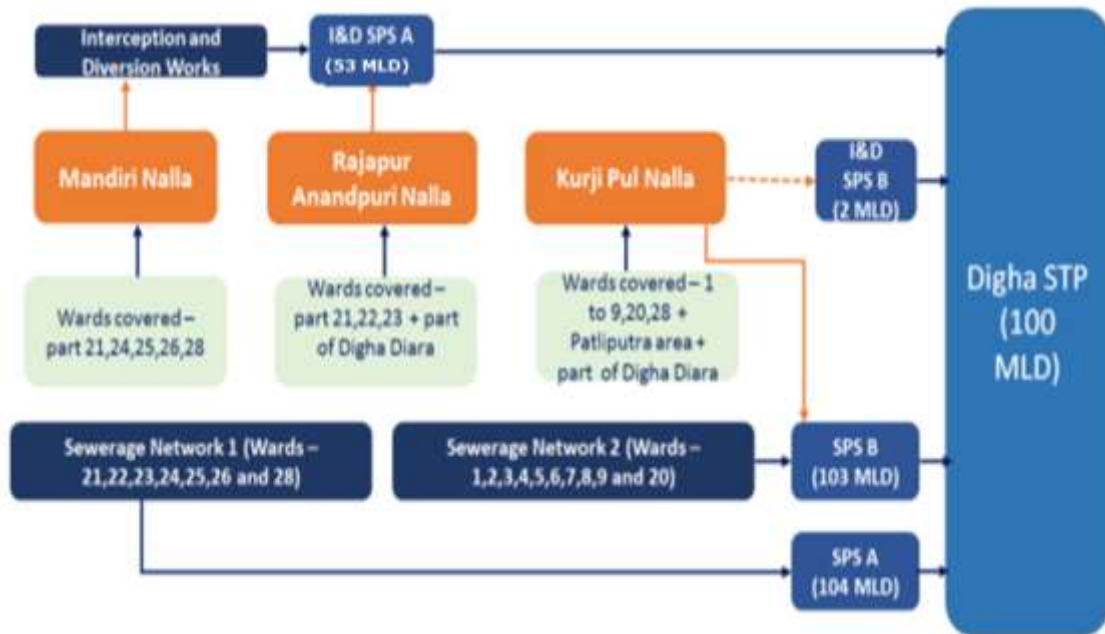 Interception and
Diversion Works
I&D SPS A
(53 MLD)
Mandiri Nalla
Rajapur
Anandpuri Nalla
Kurji Pul Nalla
I&D
SPS B
(2 MLD)
Wards covered –
part 21,24,25,26,28
Wards covered –
part 21,22,23 + part
of Digha Diara
Wards covered – 1
to 9,20,28 +
Patliputra area +
part of Digha Diara
Digha STP
(100
MLD)
Sewerage Network 1 (Wards –
21,22,23,24,25,26 and 28)
Sewerage Network 2 (Wards –
1,2,3,4,5,6,7,8,9 and 20)
SPS B
(103 MLD)
SPS A
(104 MLD)